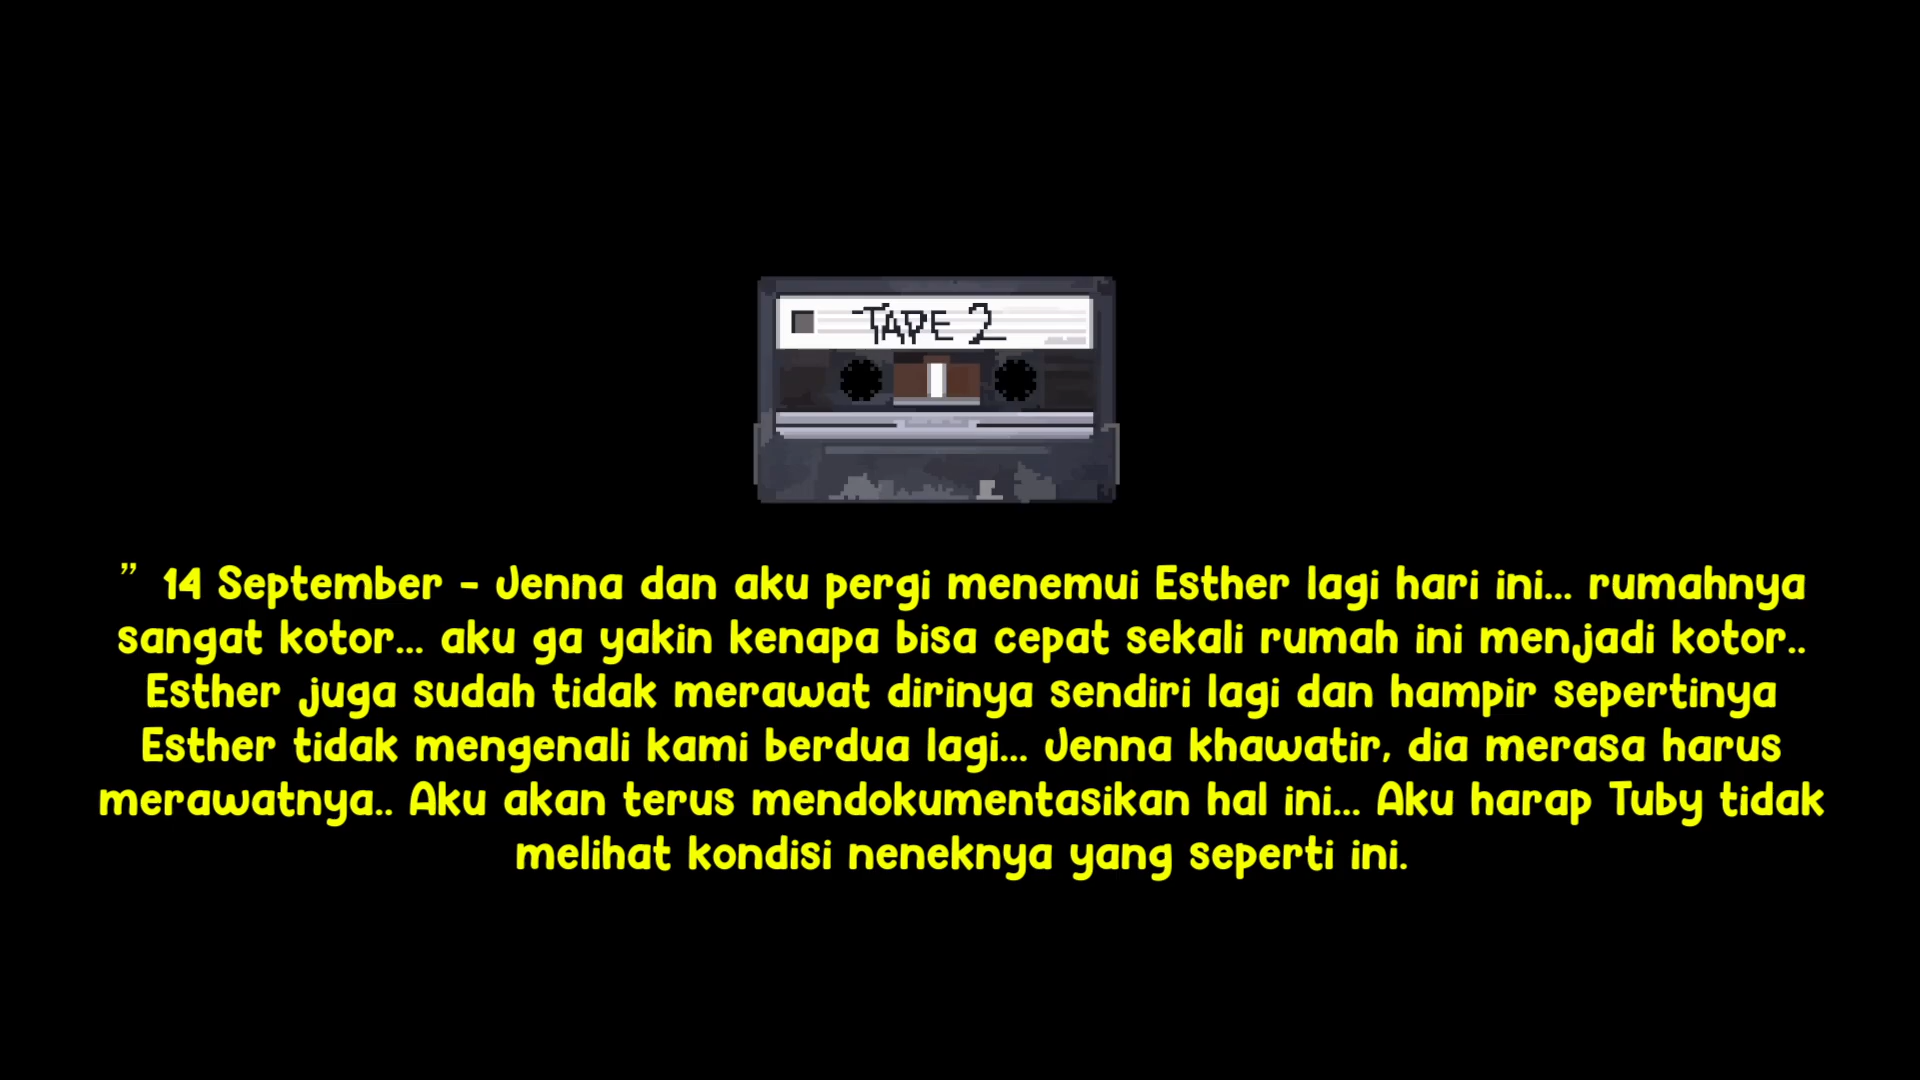 TAPE 2
” 14 September - Jenna dan aku pergi menemui Esther lagi hari ini... rumahnya
sangat kotor... aku ga yakin kenapa bisa cepat sekali rumah ini menjadi kotor..
Esther juga sudah tidak merawat dirinya sendiri lagi dan hampir sepertinya
Esther tidak mengenali kami berdua lagi... Jenna khawatir, dia merasa harus
merawatnya.. Aku akan terus mendokumentasikan hal ini... Aku harap Tuby tidak
melihat kondisi neneknya yang seperti ini.